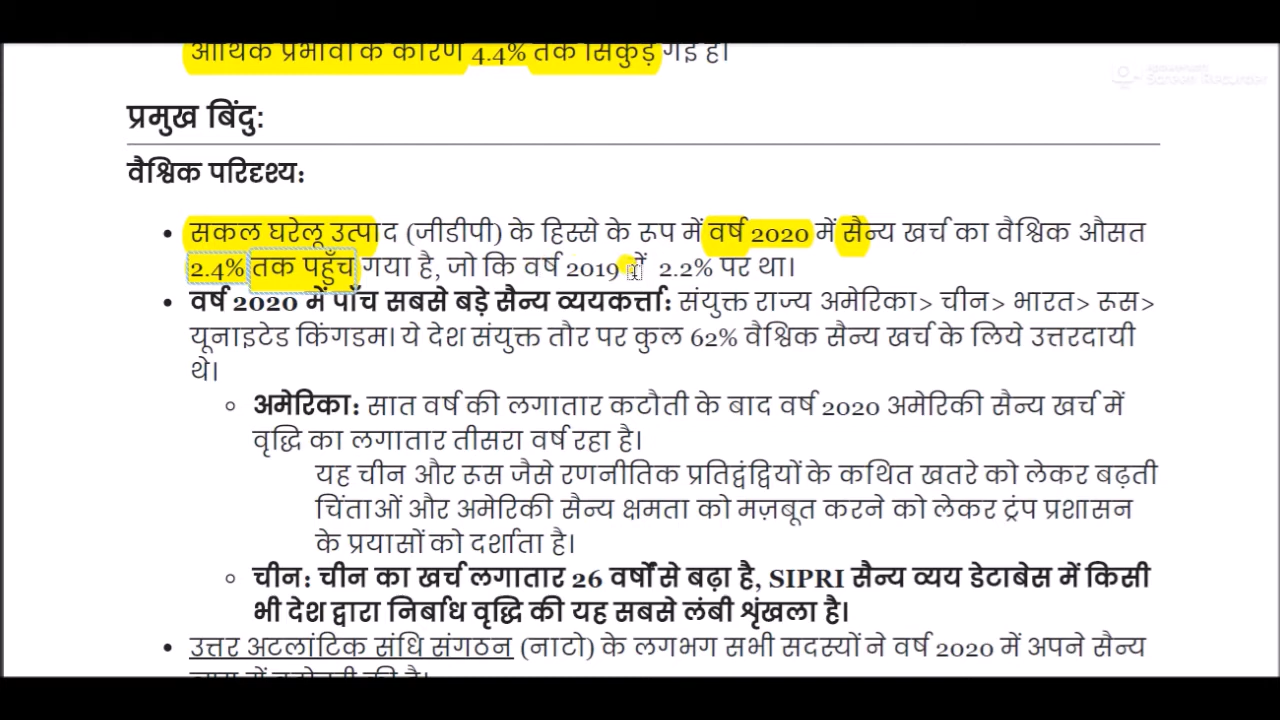 आर्थिक प्रभावों के कारण 4.4% तक सिकुड़ गई है।
Screen Recorder
प्रमुख बिंदु:
वैश्विक परिदृश्य:
• सकल घरेलू उत्पाद (जीडीपी) के हिस्से के रूप में वर्ष 2020 में सैन्य खर्च का वैश्विक औसत
2.4% तक पहुँच गया है, जो कि वर्ष 2019 में 2.2% पर था।
• वर्ष 2020 में पाँच सबसे बड़े सैन्य व्ययकर्त्ता: संयुक्त राज्य अमेरिका> चीन> भारत> रूस>
यूनाइटेड किंगडम। ये देश संयुक्त तौर पर कुल 62% वैश्विक सैन्य खर्च के लिये उत्तरदायी
थे।
○ अमेरिका: सात वर्ष की लगातार कटौती के बाद वर्ष 2020 अमेरिकी सैन्य खर्च में
वृद्धि का लगातार तीसरा वर्ष रहा है।
यह चीन और रूस जैसे रणनीतिक प्रतिद्वंद्वियों के कथित खतरे को लेकर बढ़ती
चिंताओं और अमेरिकी सैन्य क्षमता को मज़बूत करने को लेकर ट्रंप प्रशासन
के प्रयासों को दर्शाता है।
○ चीन: चीन का खर्च लगातार 26 वर्षों से बढ़ा है, SIPRI सैन्य व्यय डेटाबेस में किसी
भी देश द्वारा निर्बाध वृद्धि की यह सबसे लंबी शृंखला है।
• उत्तर अटलांटिक संधि संगठन (नाटो) के लगभग सभी सदस्यों ने वर्ष 2020 में अपने सैन्य